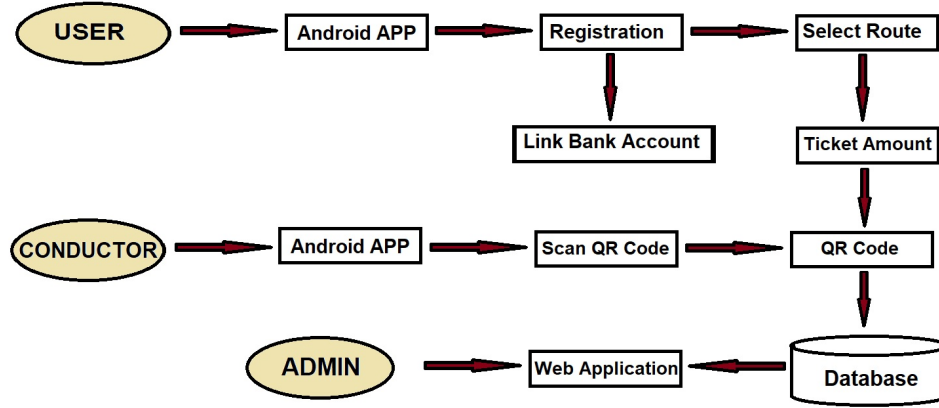 USER
Android APP
Registration
Select Route
Link Bank Account
Ticket Amount
CONDUCTOR
Android APP
Scan QR Code
QR Code
ADMIN
Web Application
Database